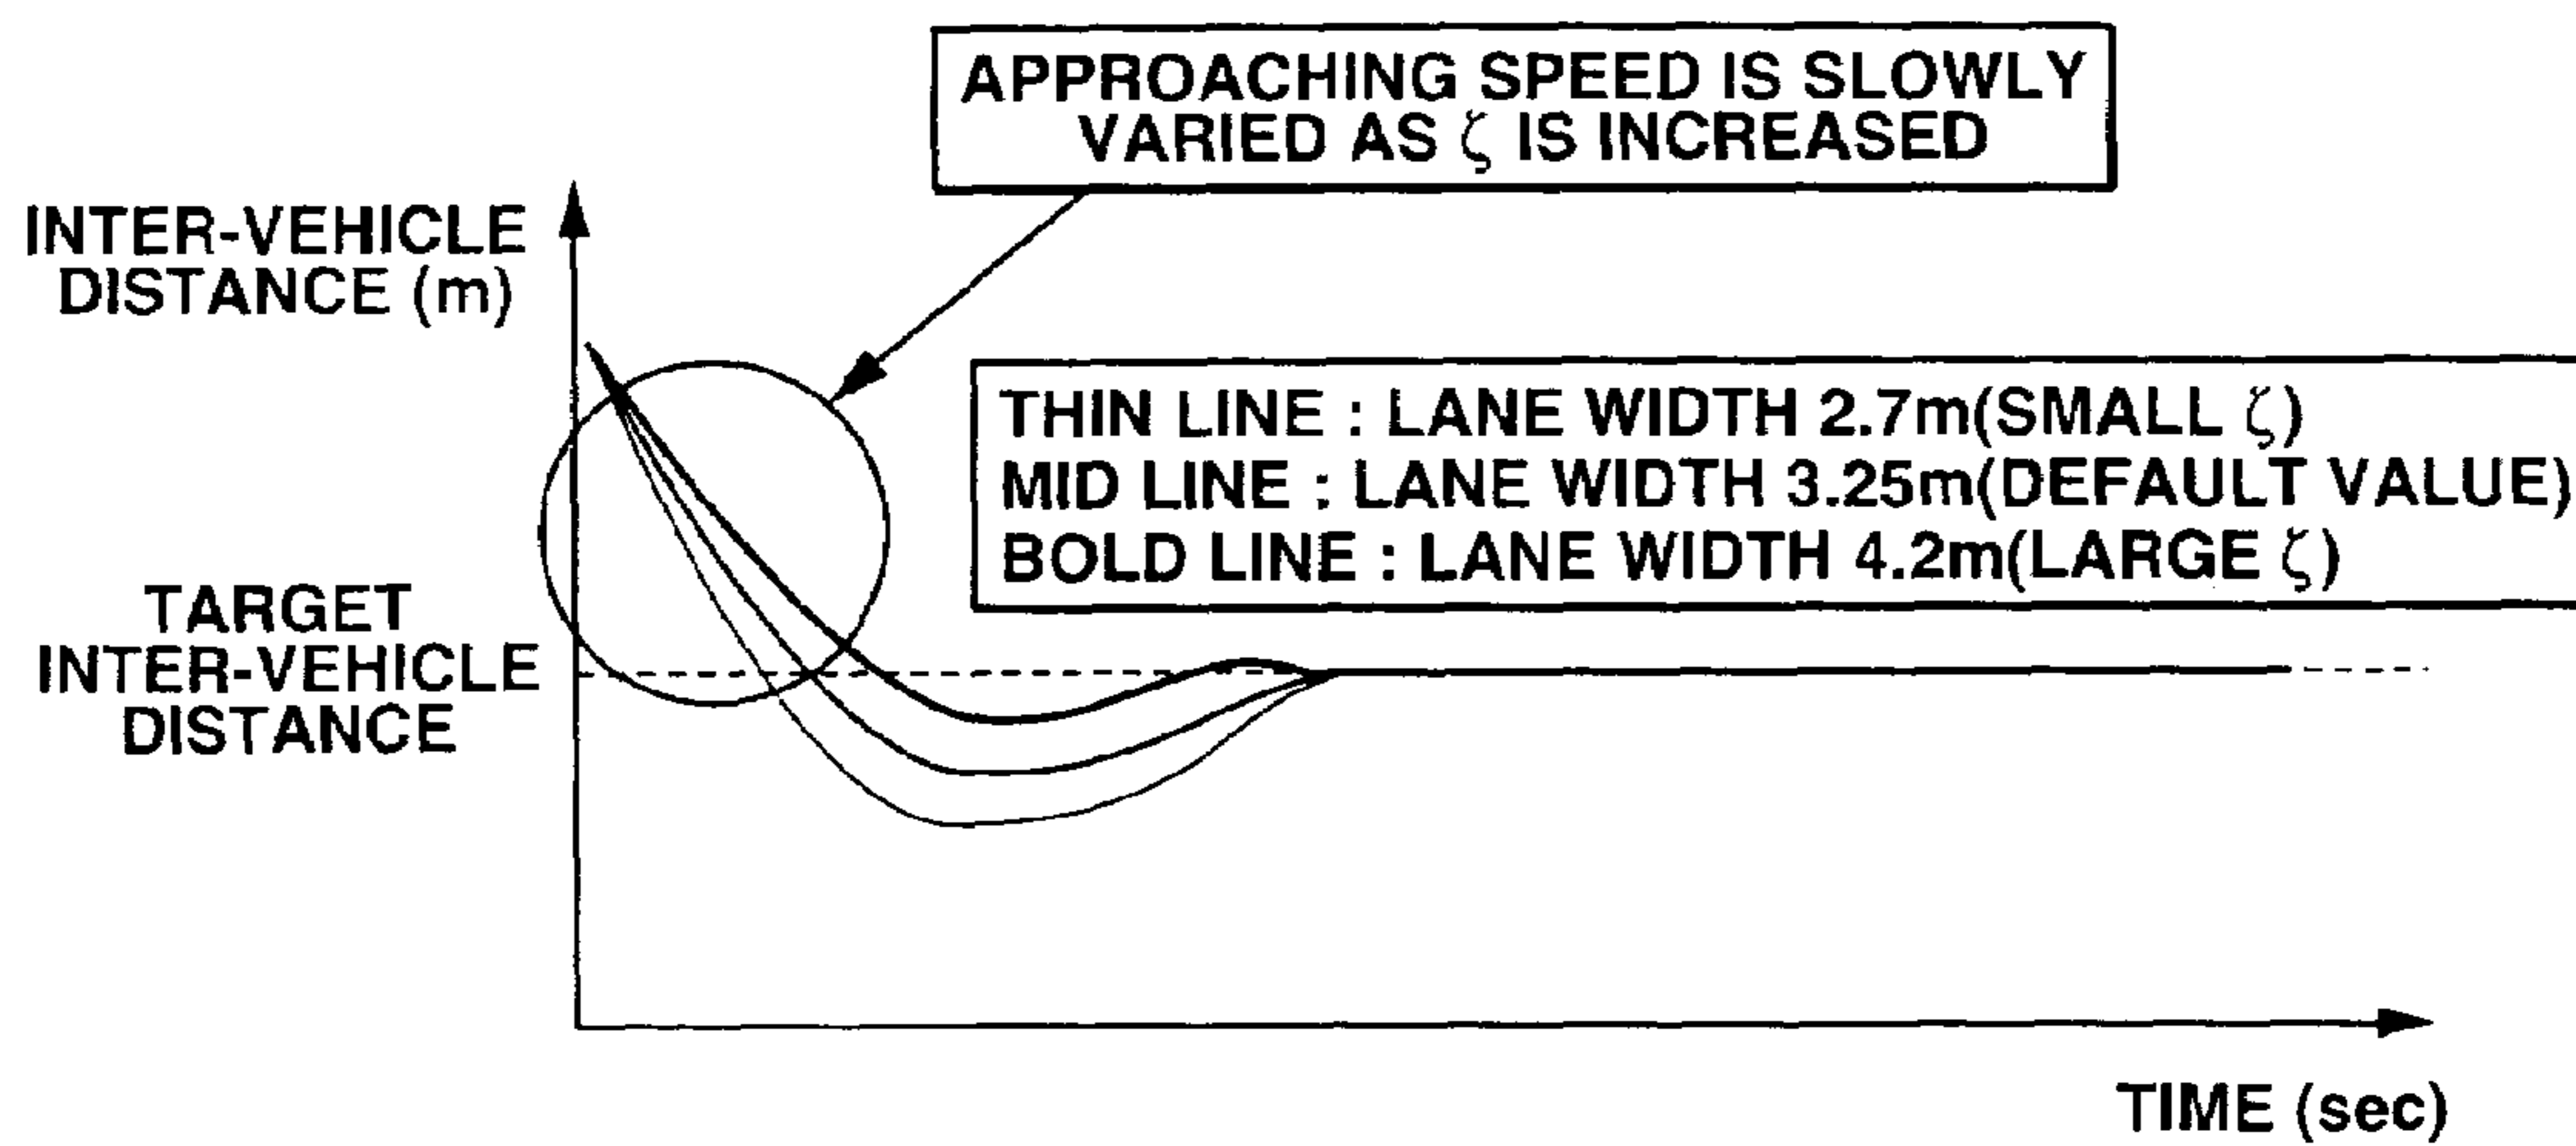 APPROACHING SPEED IS SLOWLY
VARIED AS ζ IS INCREASED
INTER-VEHICLE
DISTANCE (m)
THIN LINE : LANE WIDTH 2.7m(SMALL ζ)
MID LINE : LANE WIDTH 3.25m(DEFAULT VALUE)
BOLD LINE : LANE WIDTH 4.2m(LARGE ζ)
TARGET
INTER-VEHICLE
DISTANCE
TIME (sec)